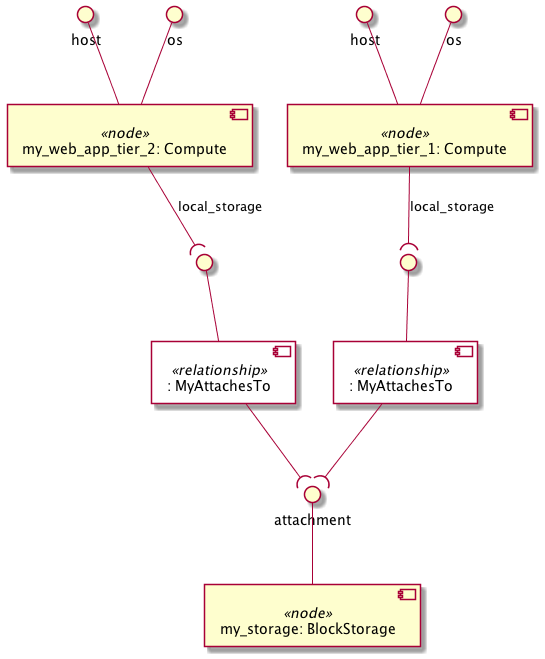 host
os
host
os
«node»
my_web_app_tier_2: Compute
«node»
my_web_app_tier_1: Compute
local_storage
local_storage
«relationship»
: MyAttachesTo
«relationship»
: MyAttachesTo
attachment
«node»
my_storage: BlockStorage